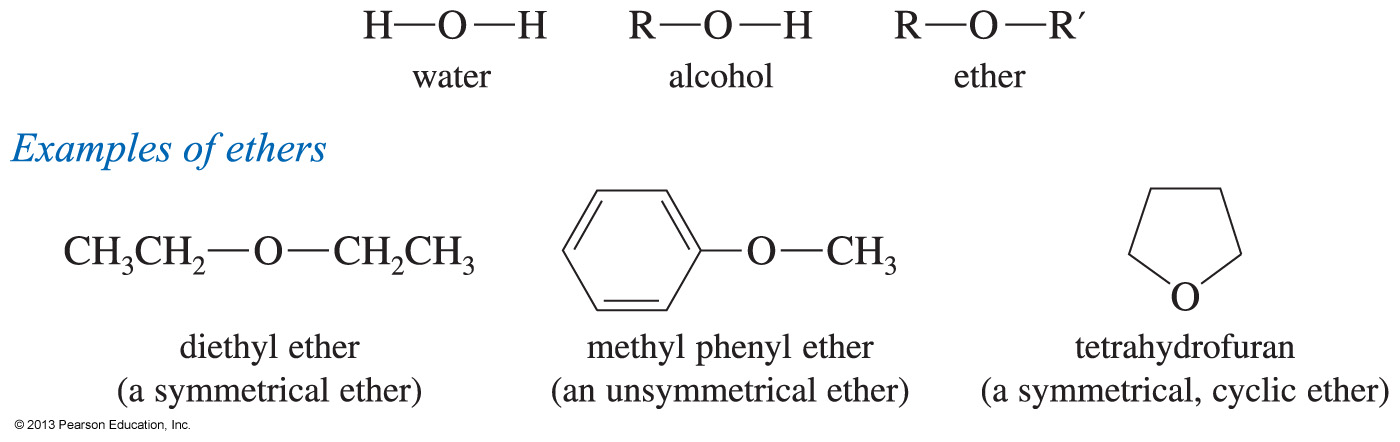 H—O—H R—O—H R—O—R′
water alcohol ether
Examples of ethers
CH₃CH₂—O—CH₂CH₃ O—CH₃ O
diethyl ether methyl phenyl ether tetrahydrofuran
(a symmetrical ether) (an unsymmetrical ether) (a symmetrical, cyclic ether)
© 2013 Pearson Education, Inc.